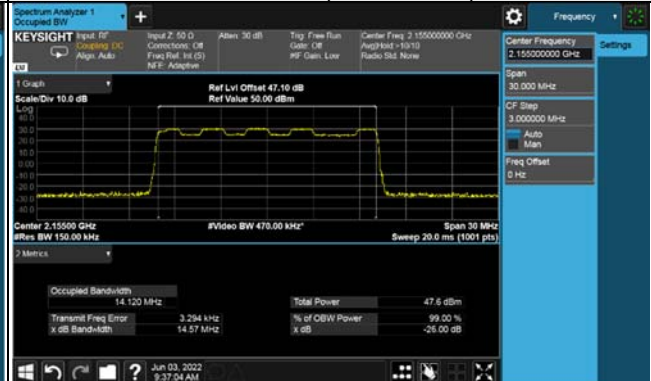 Spectrum Analyzer 1
Occupied BW
+
Frequency
KEYSIGHT
Input: RF
Coupling: DC
Align: Auto
Input Z: 50 Ω
Corrections: Off
Freq Ref: Int (S)
NFE: Adaptive
Atten: 30 dB
Trig: Free Run
Gate: Off
#IF Gain: Low
Center Freq: 2.155000000 GHz
Avg|Hold:>10/10
Radio Std: None
Center Frequency
2.155000000 GHz
Settings
Span
30.000 MHz
CF Step
3.000000 MHz
Auto
Man
Freq Offset
0 Hz
1 Graph
Scale/Div 10.0 dB
Ref Lvl Offset 47.10 dB
Ref Value 50.00 dBm
Log
40.0
30.0
20.0
10.0
0.00
-10.0
-20.0
-30.0
-40.0
Center 2.15500 GHz
#Video BW 470.00 kHz*
Span 30 MHz
#Res BW 150.00 kHz
Sweep 20.0 ms (1001 pts)
2 Metrics
Occupied Bandwidth
14.120 MHz
Total Power
47.6 dBm
Transmit Freq Error
3.294 kHz
% of OBW Power
99.00 %
x dB Bandwidth
14.57 MHz
x dB
-26.00 dB
?
Jun 03, 2022
9:37:04 AM